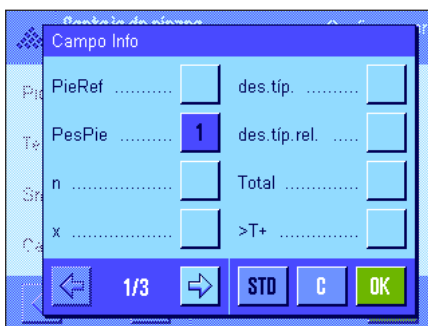 Campo Info
PieRef .......... des.típ. ............
PesPie .......... 1 des.típ.rel. .....
n ................... Total .............
x ................... >T+ ..............
1/3 STD C OK